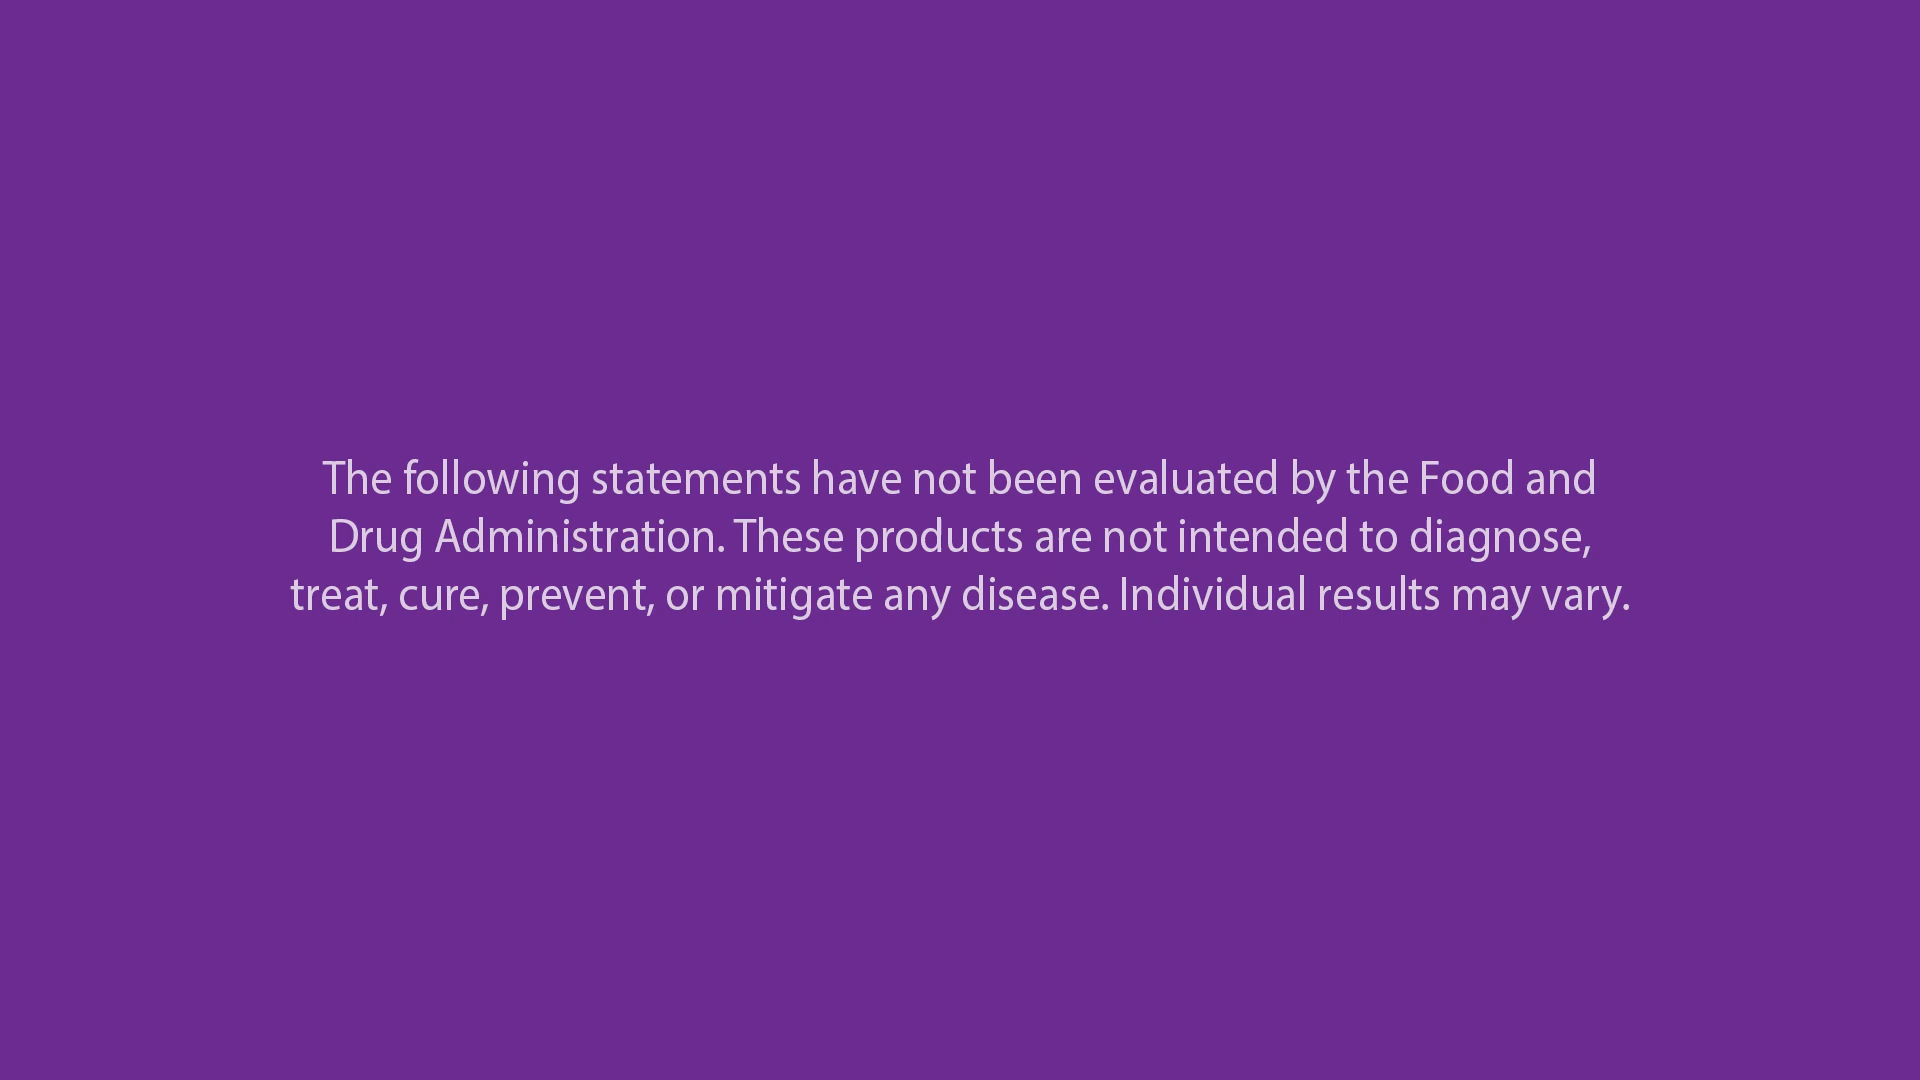 The following statements have not been evaluated by the Food and
Drug Administration. These products are not intended to diagnose,
treat, cure, prevent, or mitigate any disease. Individual results may vary.